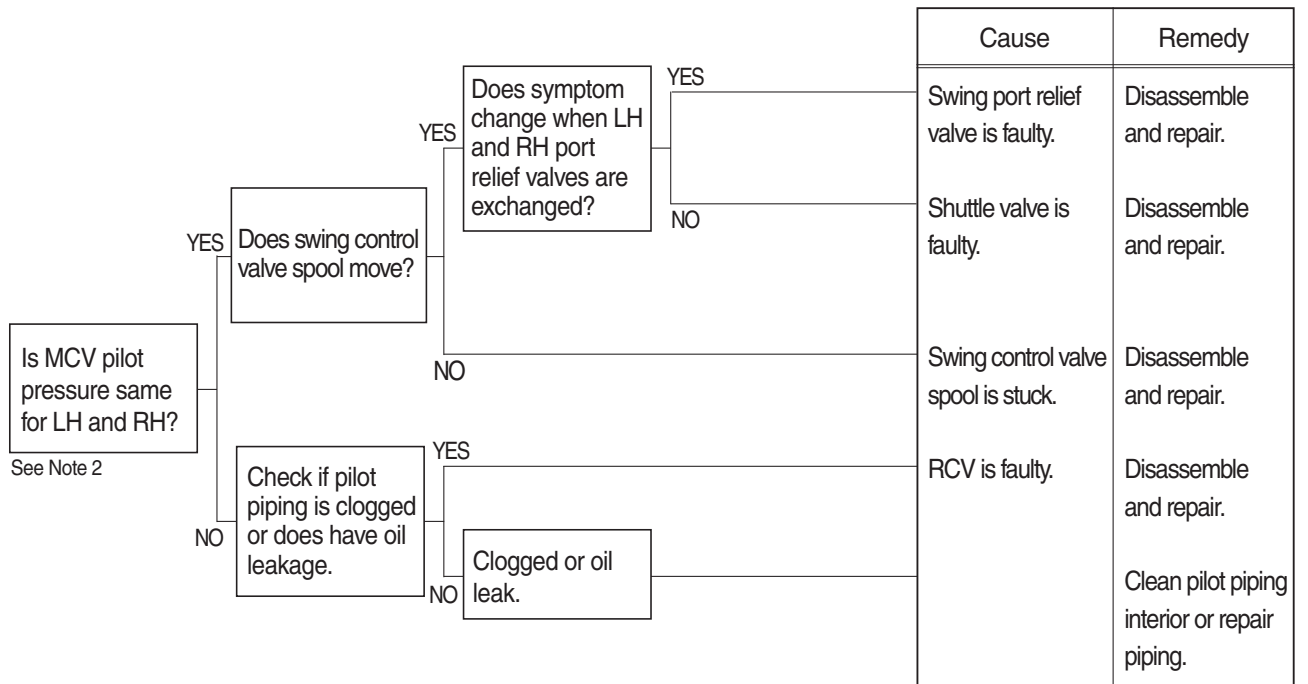 Cause
Remedy
Is MCV pilot
pressure same
for LH and RH?
See Note 2
YES
Does swing control
valve spool move?
YES
Does symptom
change when LH
and RH port
relief valves are
exchanged?
YES
Swing port relief
valve is faulty.
Disassemble
and repair.
NO
Shuttle valve is
faulty.
Disassemble
and repair.
NO
Swing control valve
spool is stuck.
Disassemble
and repair.
NO
Check if pilot
piping is clogged
or does have oil
leakage.
YES
RCV is faulty.
Disassemble
and repair.
NO
Clogged or oil
leak.
Clean pilot piping
interior or repair
piping.